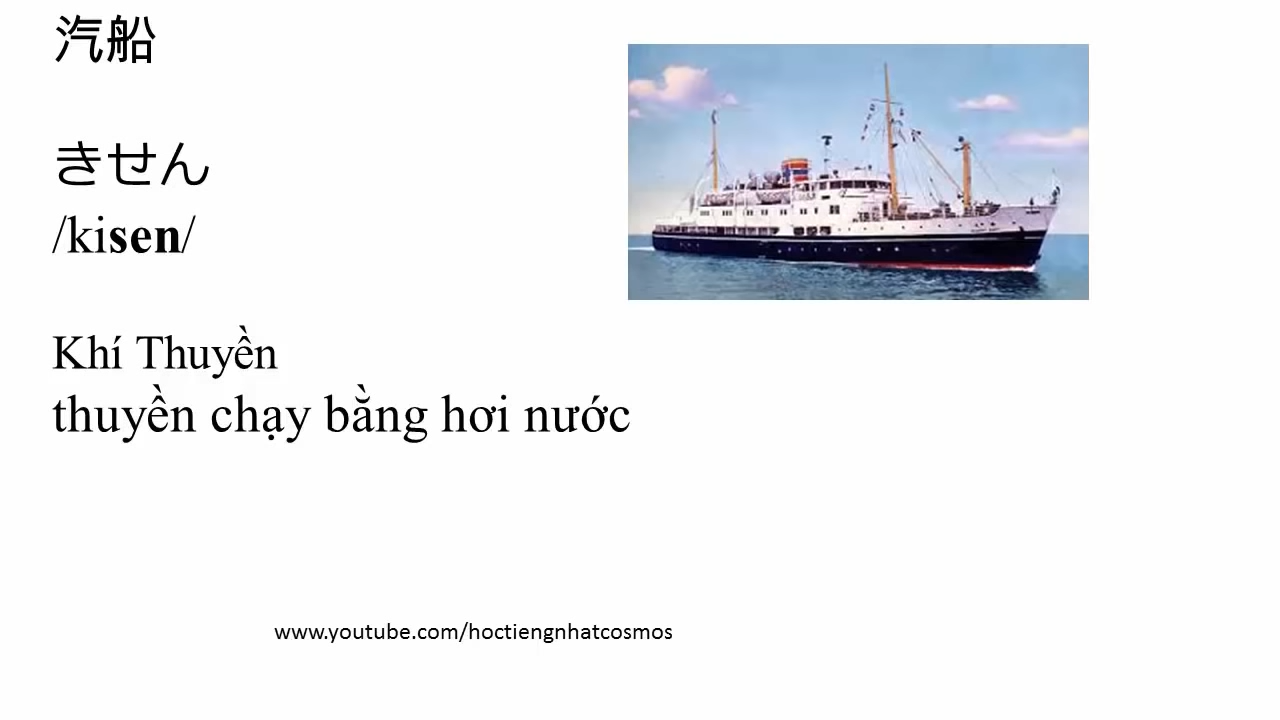 汽船
きせん
/kisen/
Khí Thuyền
thuyền chạy bằng hơi nước
www.youtube.com/hoctiengnhatcosmos